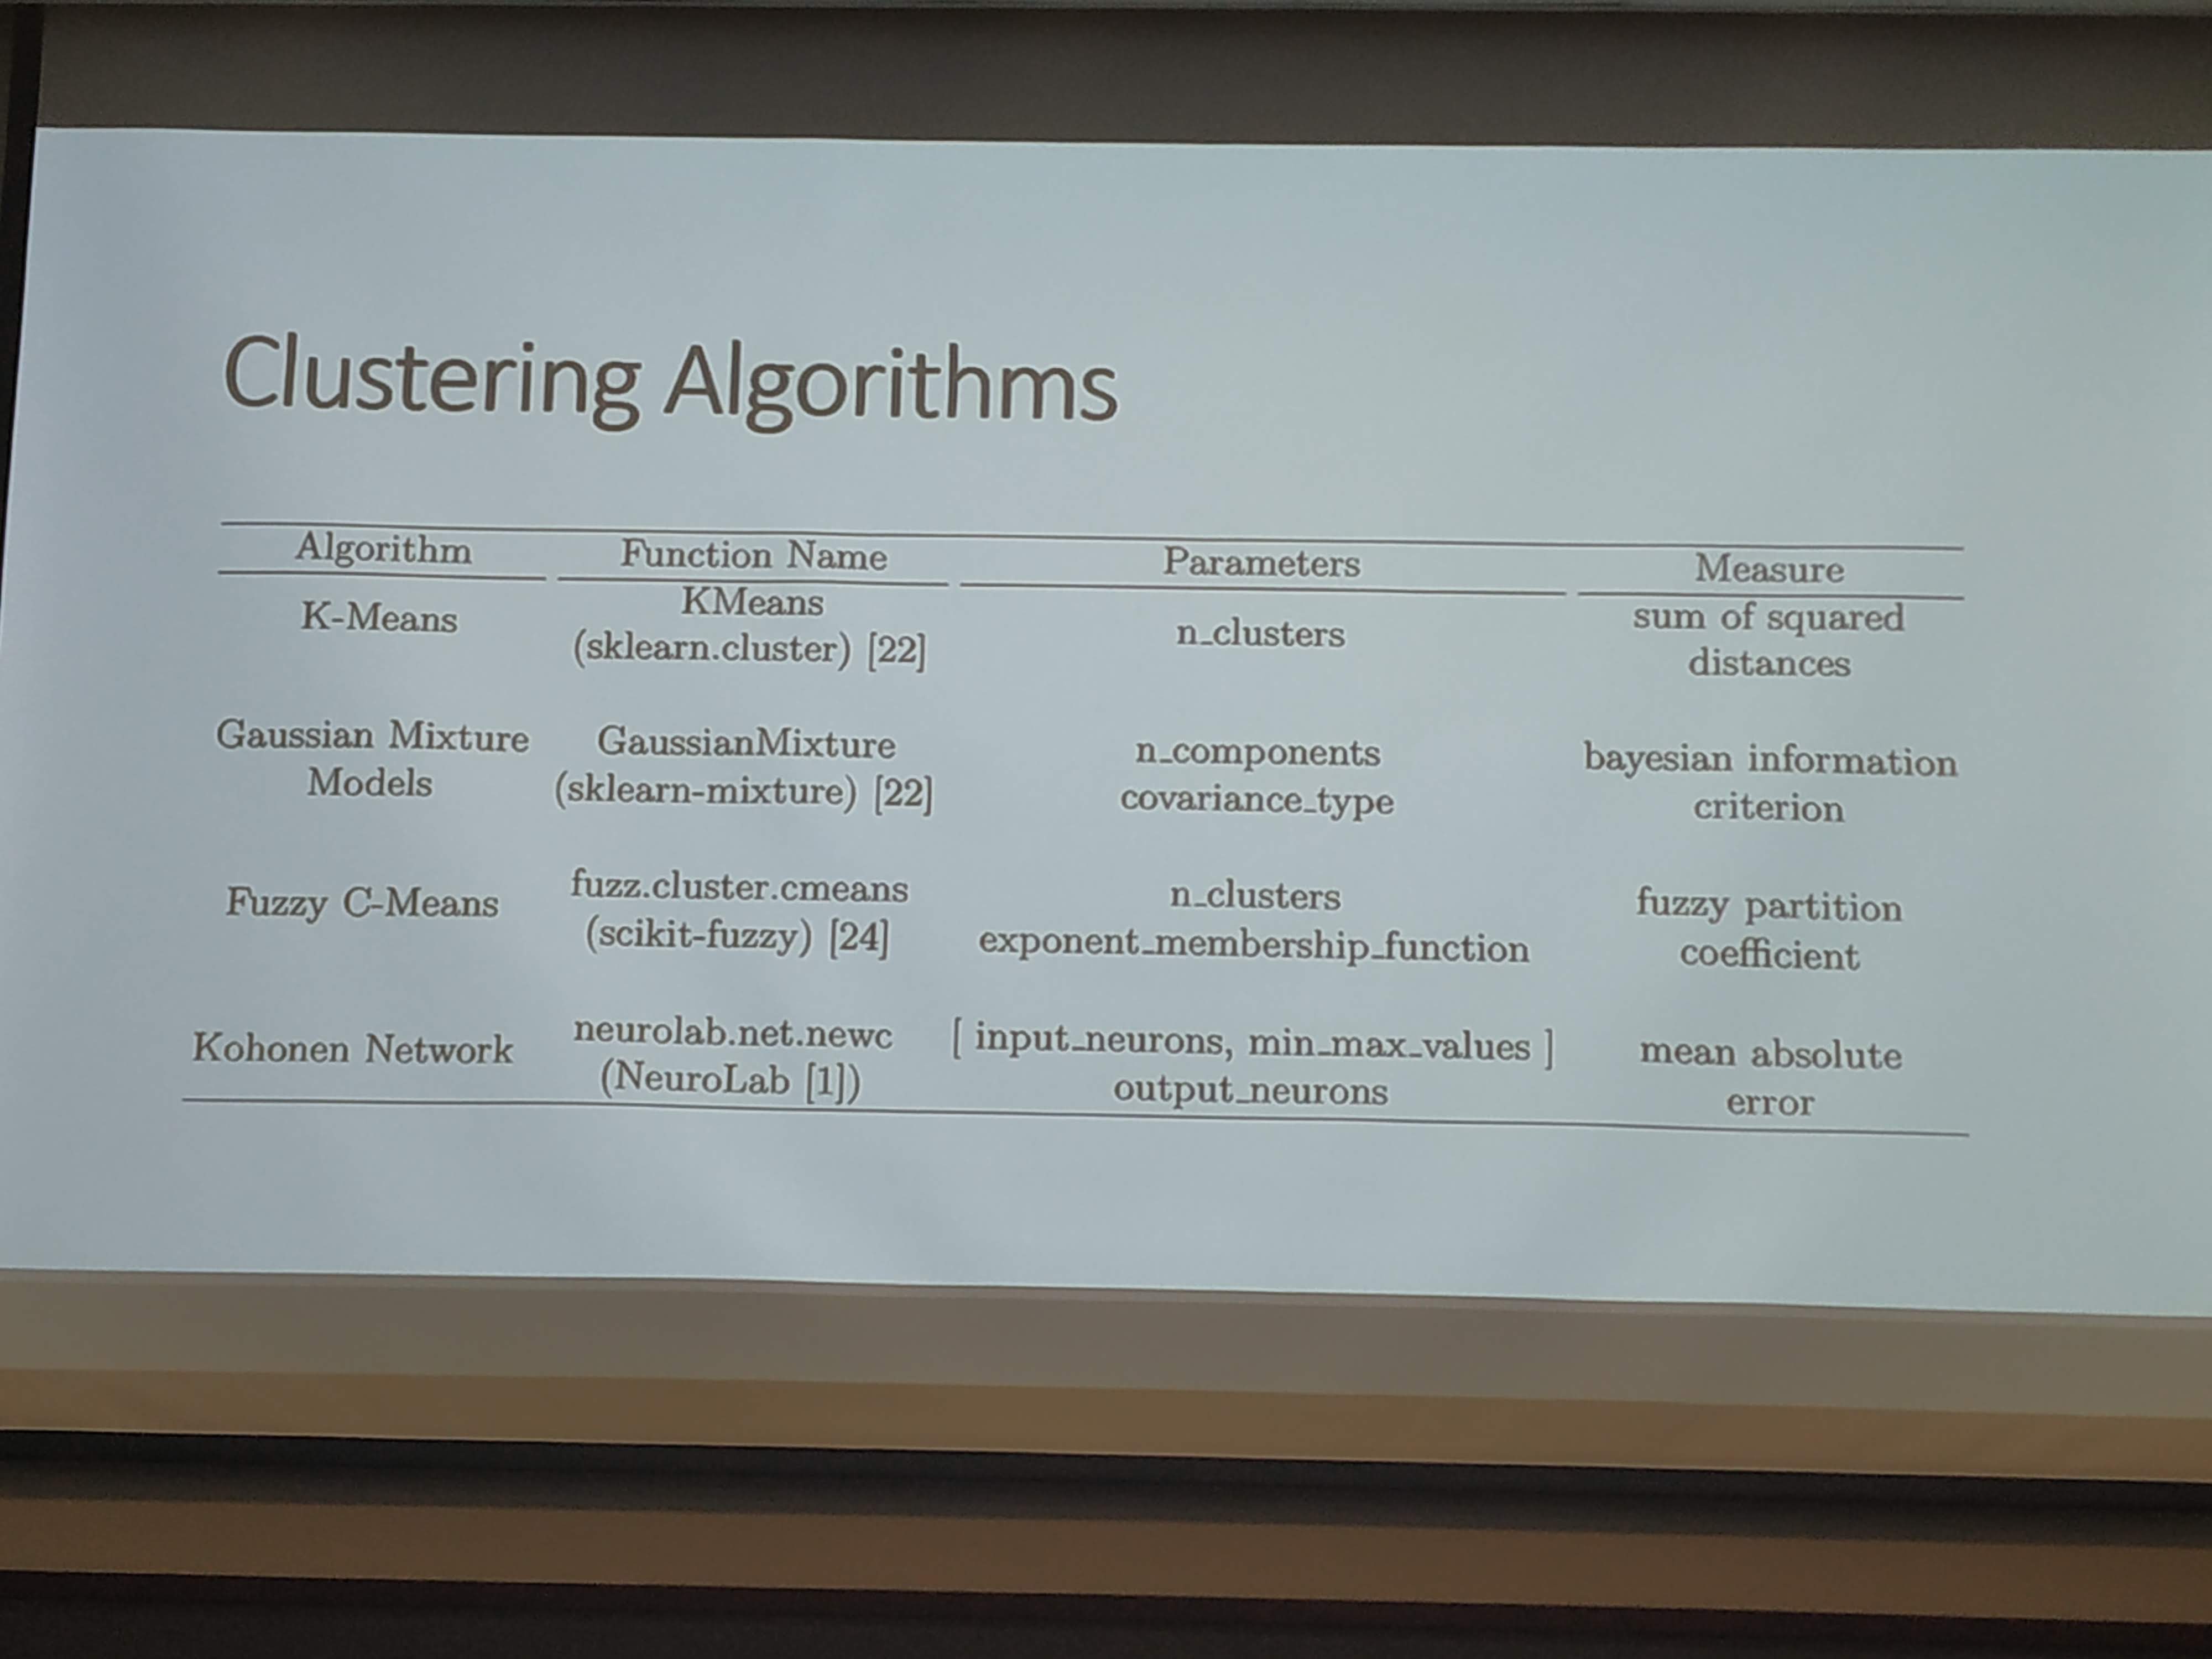 Clustering Algorithms
Algorithm Function Name Parameters Measure
K-Means KMeans n_clusters sum of squared
(sklearn.cluster) [22] distances
Gaussian Mixture GaussianMixture n_components bayesian information
Models (sklearn-mixture) [22] covariance_type criterion
Fuzzy C-Means fuzz.cluster.cmeans n_clusters fuzzy partition
(scikit-fuzzy) [24] exponent_membership_function coefficient
Kohonen Network neurolab.net.newc [ input_neurons, min_max_values ] mean absolute
(NeuroLab [1]) output_neurons error